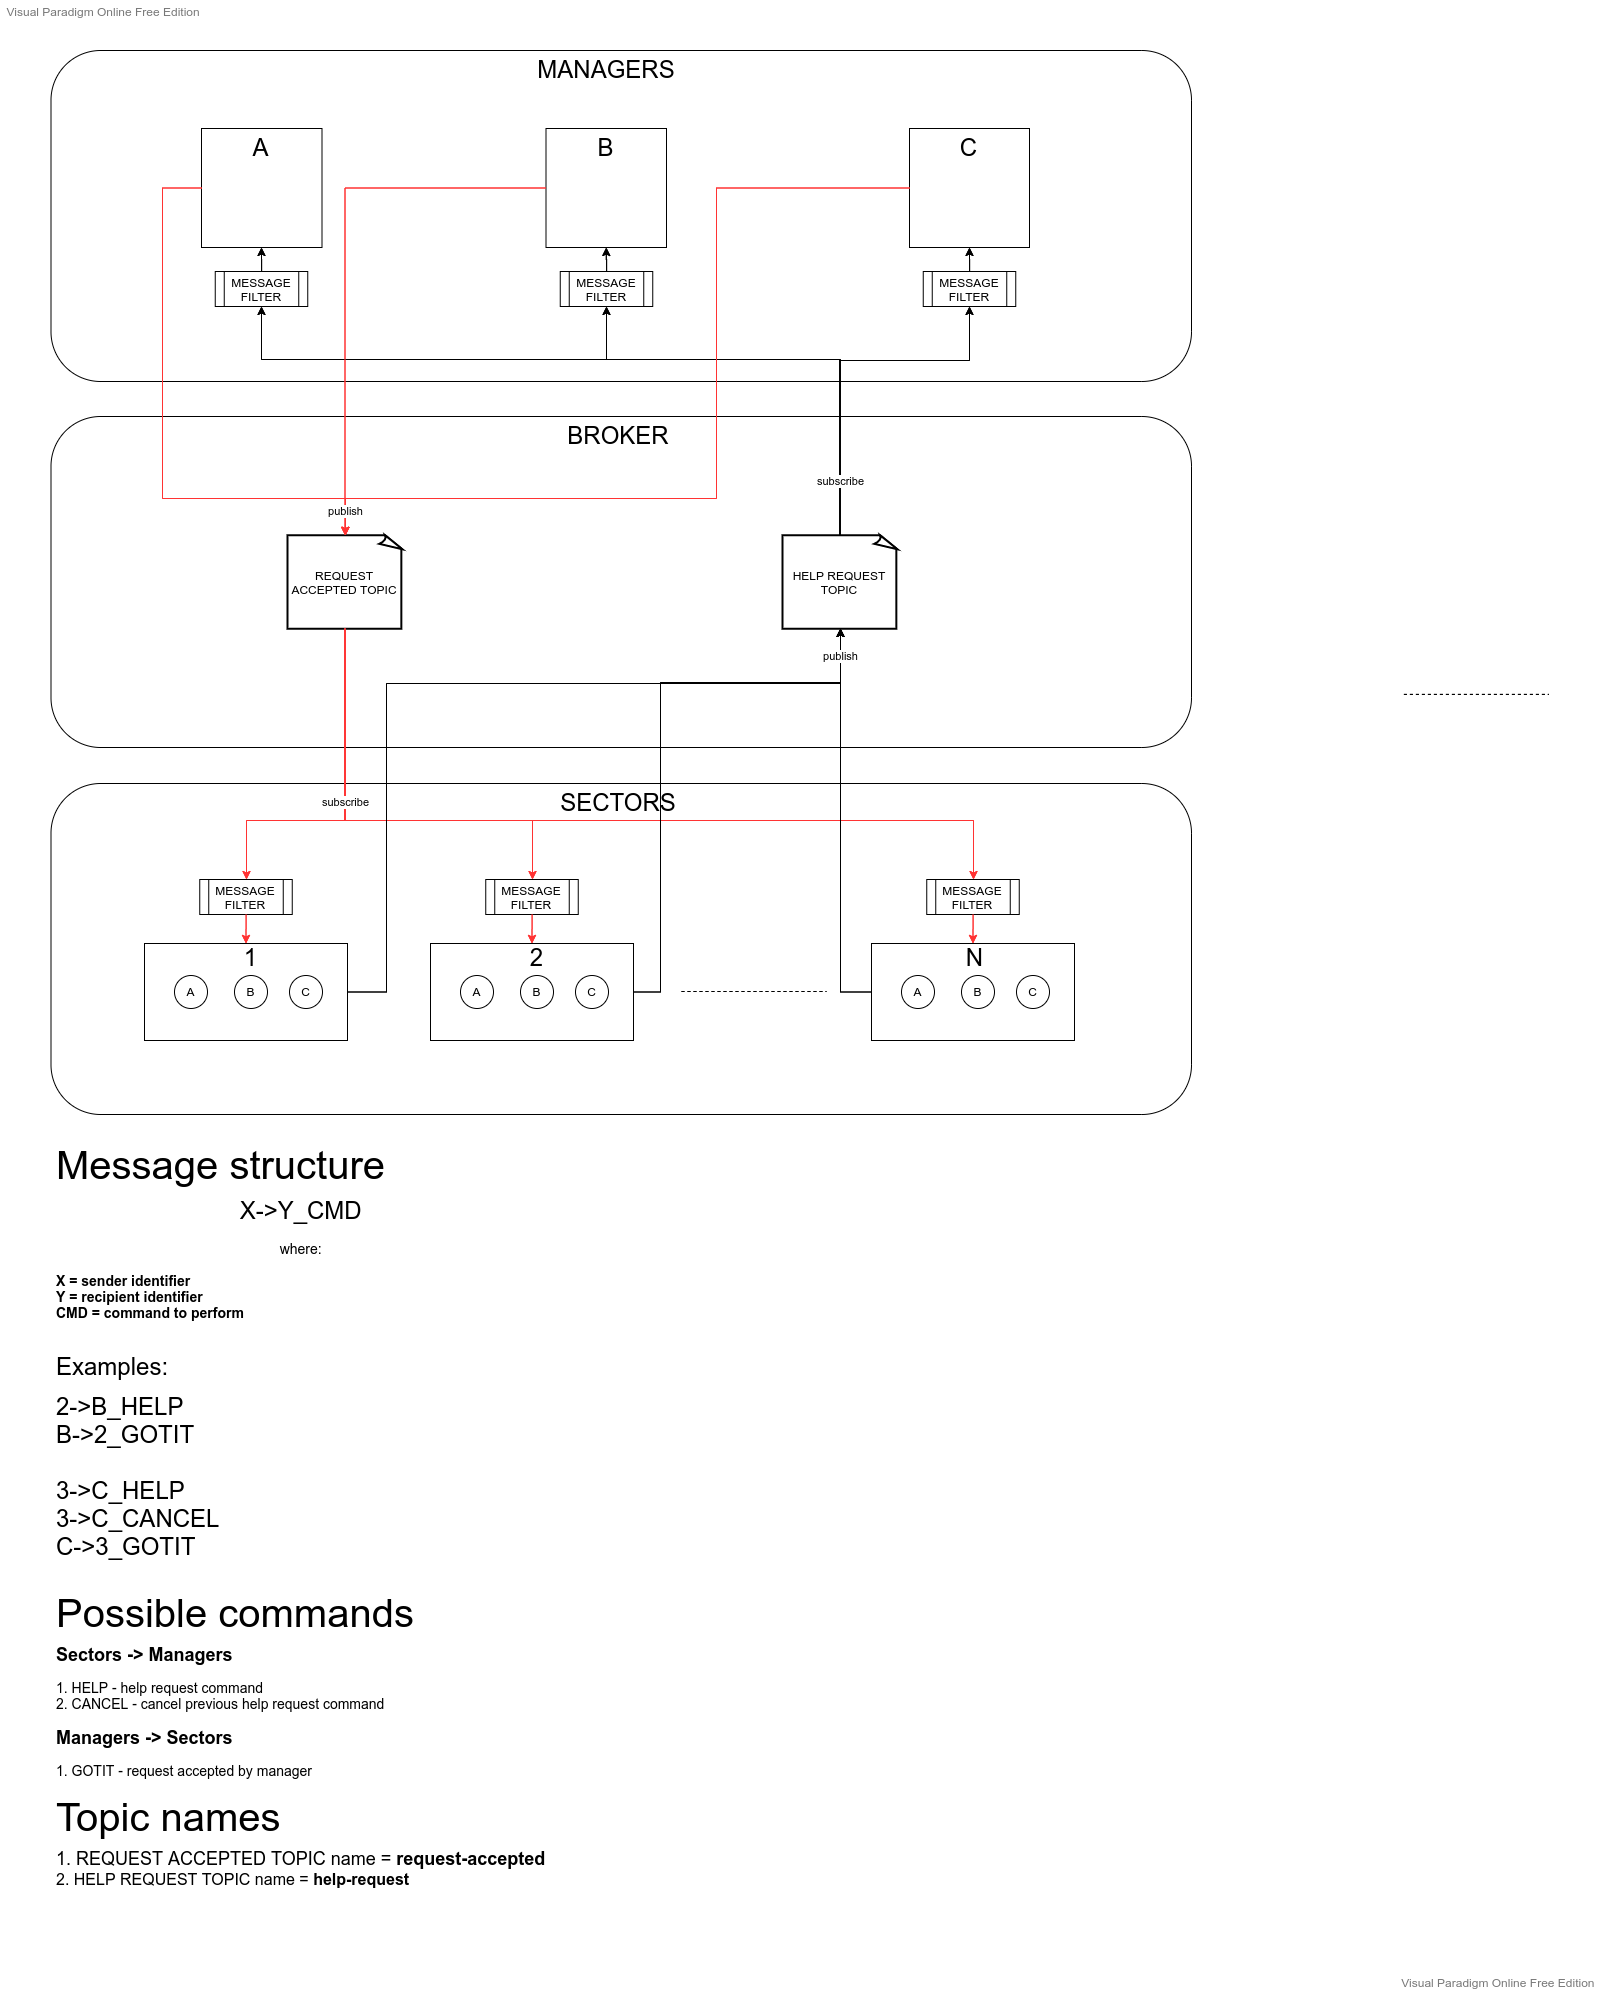 Visual Paradigm Online Free Edition
MANAGERS
A
B
C
MESSAGE
FILTER
MESSAGE
FILTER
MESSAGE
FILTER
BROKER
subscribe
publish
REQUEST
ACCEPTED TOPIC
HELP REQUEST
TOPIC
publish
subscribe
SECTORS
MESSAGE
FILTER
MESSAGE
FILTER
MESSAGE
FILTER
1
A B C
2
A B C
N
A B C
Message structure
X->Y_CMD
where:
X = sender identifier
Y = recipient identifier
CMD = command to perform
Examples:
2->B_HELP
B->2_GOTIT
3->C_HELP
3->C_CANCEL
C->3_GOTIT
Possible commands
Sectors -> Managers
1. HELP - help request command
2. CANCEL - cancel previous help request command
Managers -> Sectors
1. GOTIT - request accepted by manager
Topic names
1. REQUEST ACCEPTED TOPIC name = request-accepted
2. HELP REQUEST TOPIC name = help-request
Visual Paradigm Online Free Edition